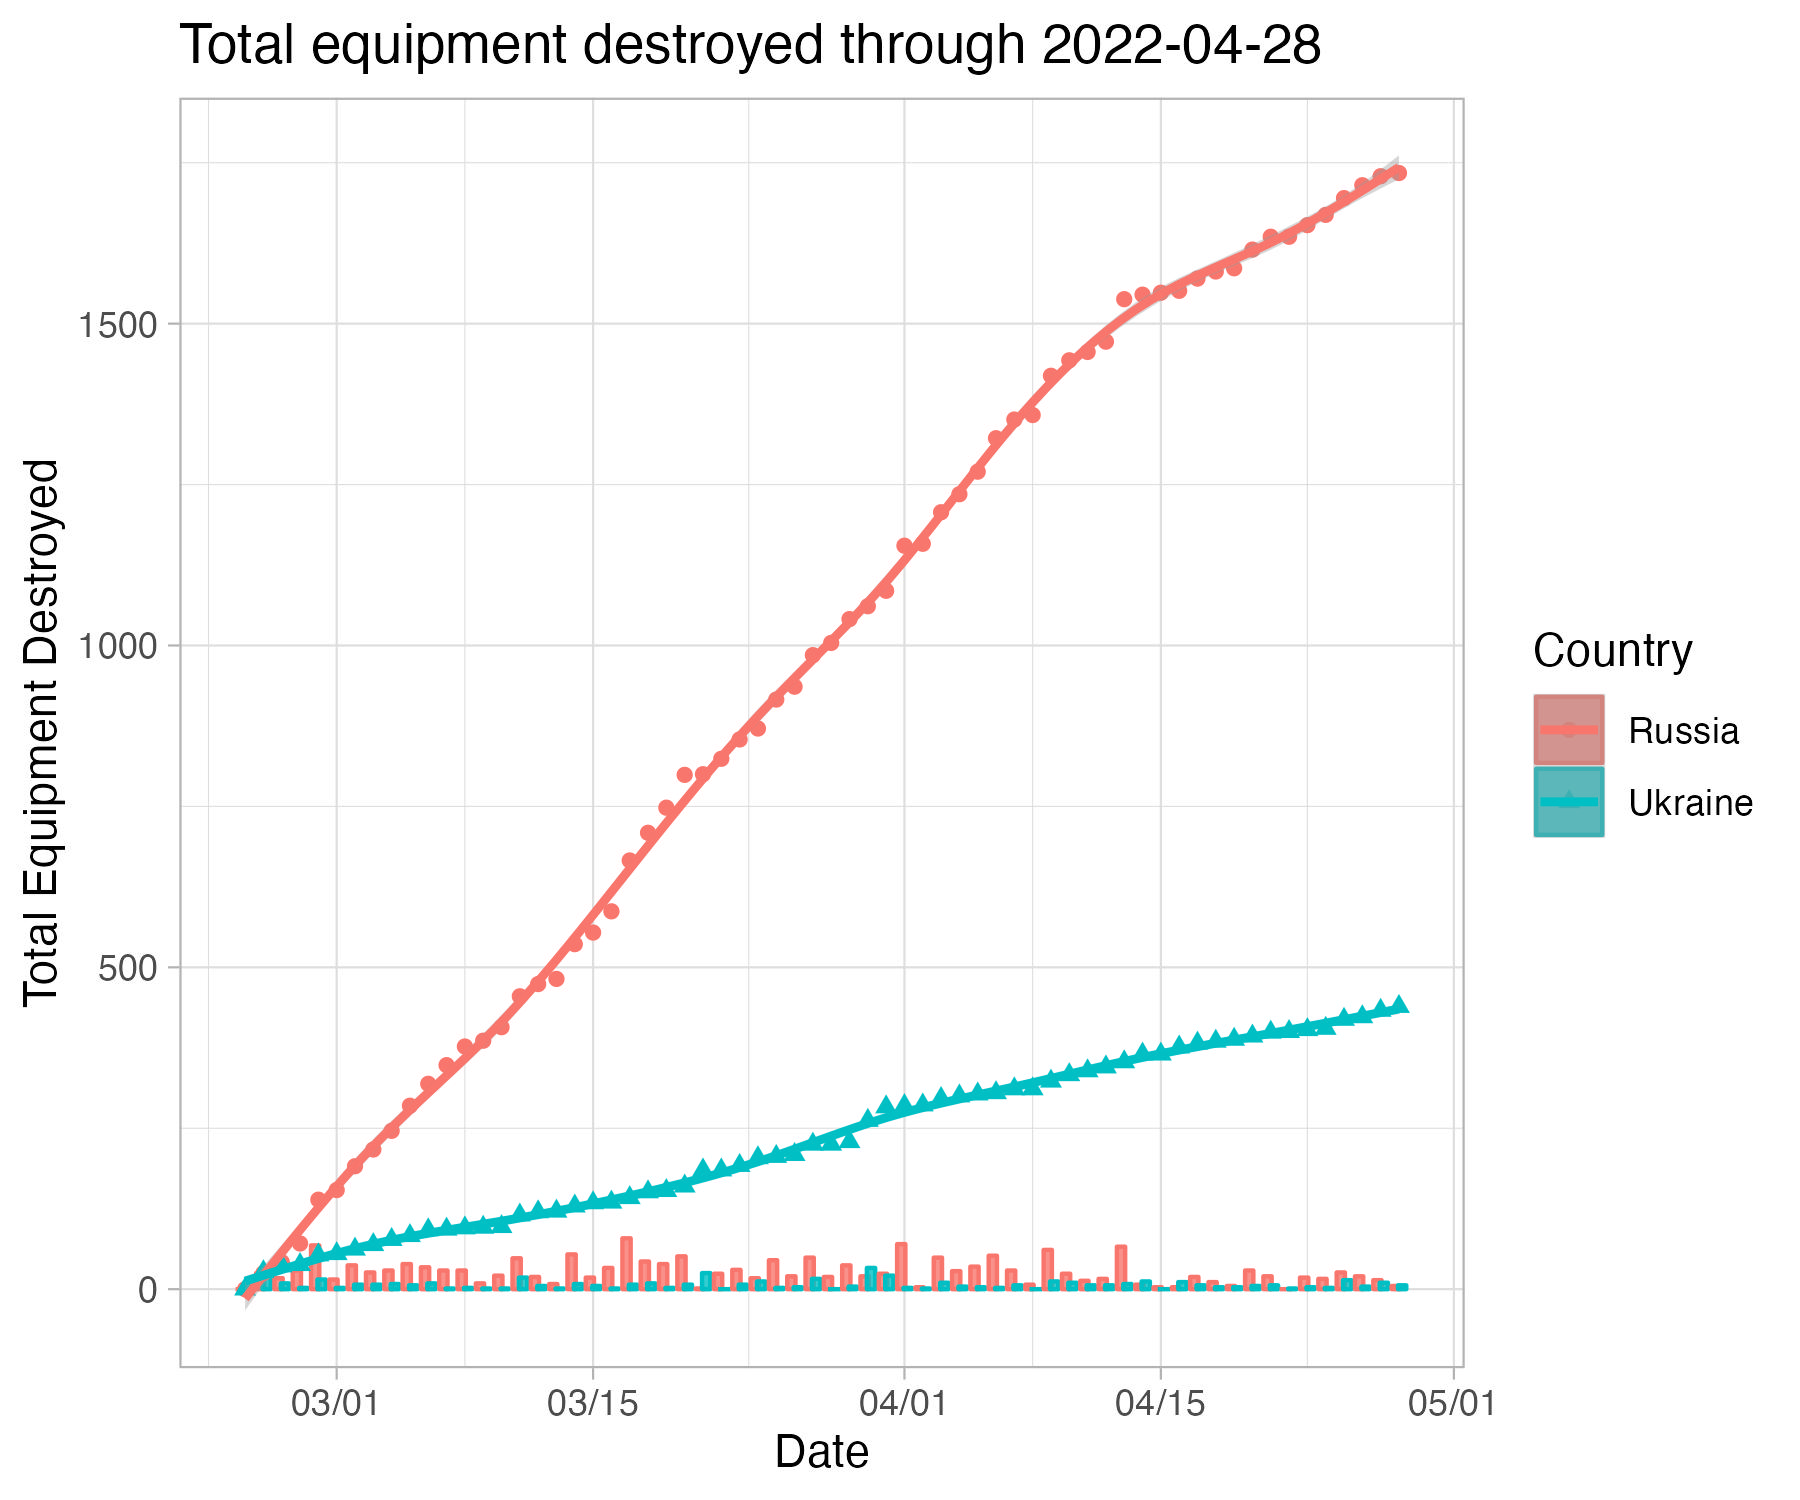 Total equipment destroyed through 2022-04-28
Total Equipment Destroyed
1500
1000
500
0
03/01
03/15
04/01
04/15
05/01
Date
Country
Russia
Ukraine